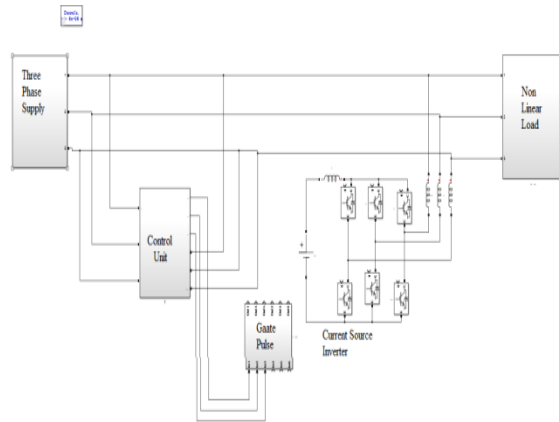 Three
Phase
Supply
Non
Linear
Load
Control
Unit
Gaate
Pulse
Current Source
Inverter